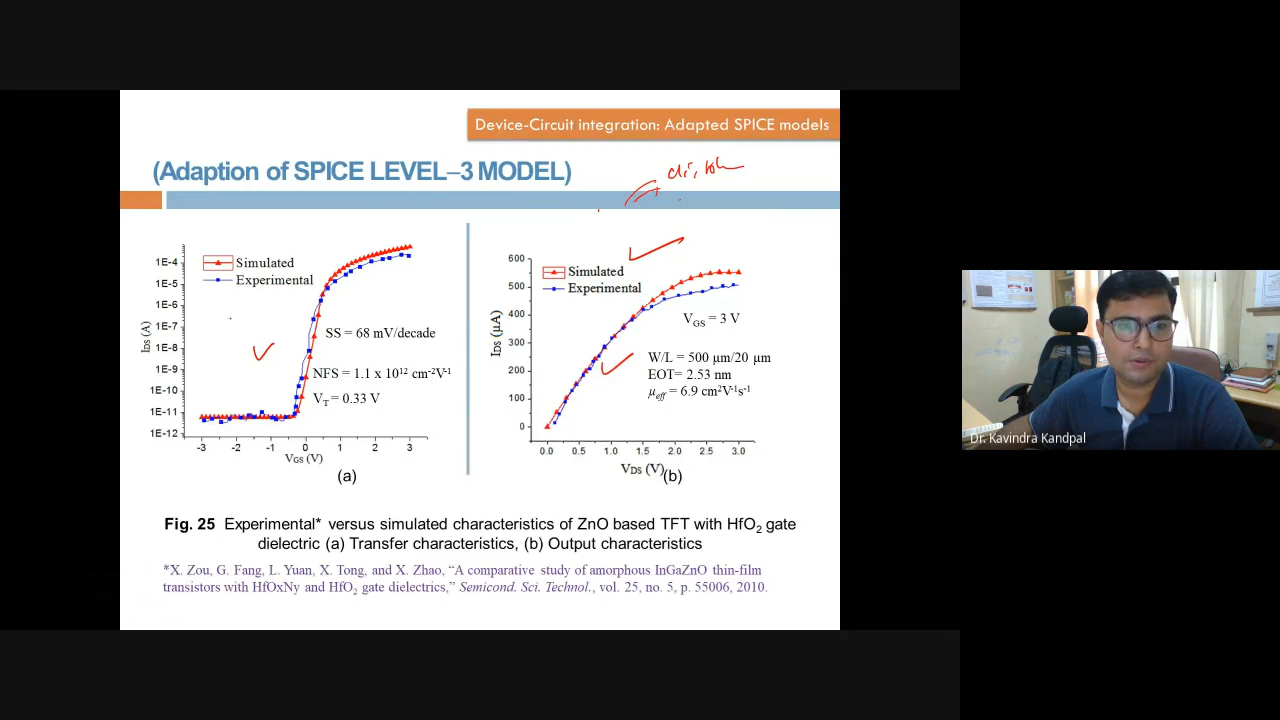 Device-Circuit integration: Adapted SPICE models
(Adaption of SPICE LEVEL–3 MODEL)
1E-4
1E-5
1E-6
1E-7
1E-8
1E-9
1E-10
1E-11
1E-12
I_DS (A)
Simulated
Experimental
SS = 68 mV/decade
NFS = 1.1 x 10¹² cm⁻²V⁻¹
V_T = 0.33 V
-3 -2 -1 0 1 2 3
V_GS (V)
(a)
600
500
400
300
200
100
0
I_DS (µA)
Simulated
Experimental
V_GS = 3 V
W/L = 500 µm/20 µm
EOT= 2.53 nm
µ_eff = 6.9 cm²V⁻¹s⁻¹
0.0 0.5 1.0 1.5 2.0 2.5 3.0
V_DS (V)
(b)
Fig. 25 Experimental* versus simulated characteristics of ZnO based TFT with HfO₂ gate
dielectric (a) Transfer characteristics, (b) Output characteristics
*X. Zou, G. Fang, L. Yuan, X. Tong, and X. Zhao, “A comparative study of amorphous InGaZnO thin-film
transistors with HfOxNy and HfO₂ gate dielectrics,” Semicond. Sci. Technol., vol. 25, no. 5, p. 55006, 2010.
Dr. Kavindra Kandpal